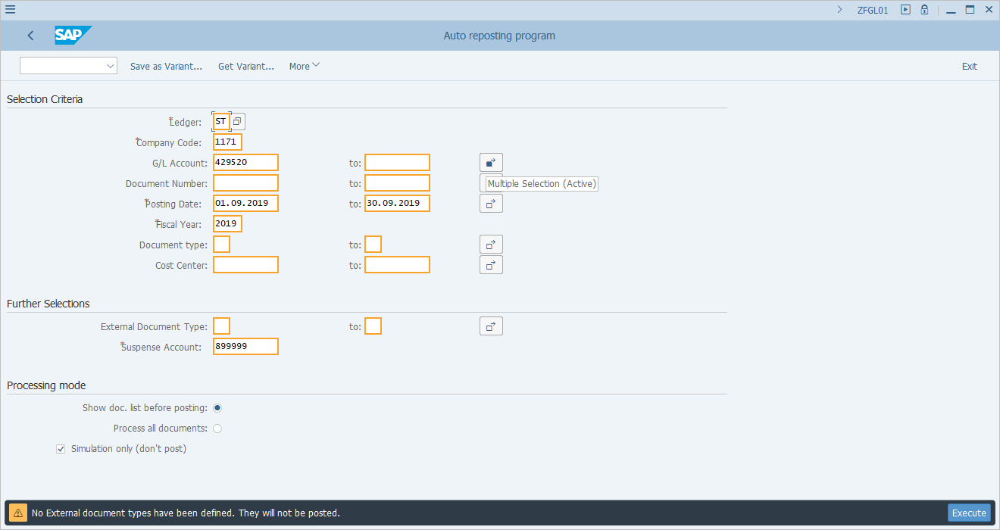 ZFGL01
SAP Auto reposting program
Save as Variant... Get Variant... More Exit
Selection Criteria
*Ledger: ST
*Company Code: 1171
G/L Account: 429520 to:
Document Number: to: Multiple Selection (Active)
*Posting Date: 01.09.2019 to: 30.09.2019
*Fiscal Year: 2019
Document type: to:
Cost Center: to:
Further Selections
External Document Type: to:
*Suspense Account: 899999
Processing mode
Show doc. list before posting:
Process all documents:
Simulation only (don't post)
No External document types have been defined. They will not be posted. Execute